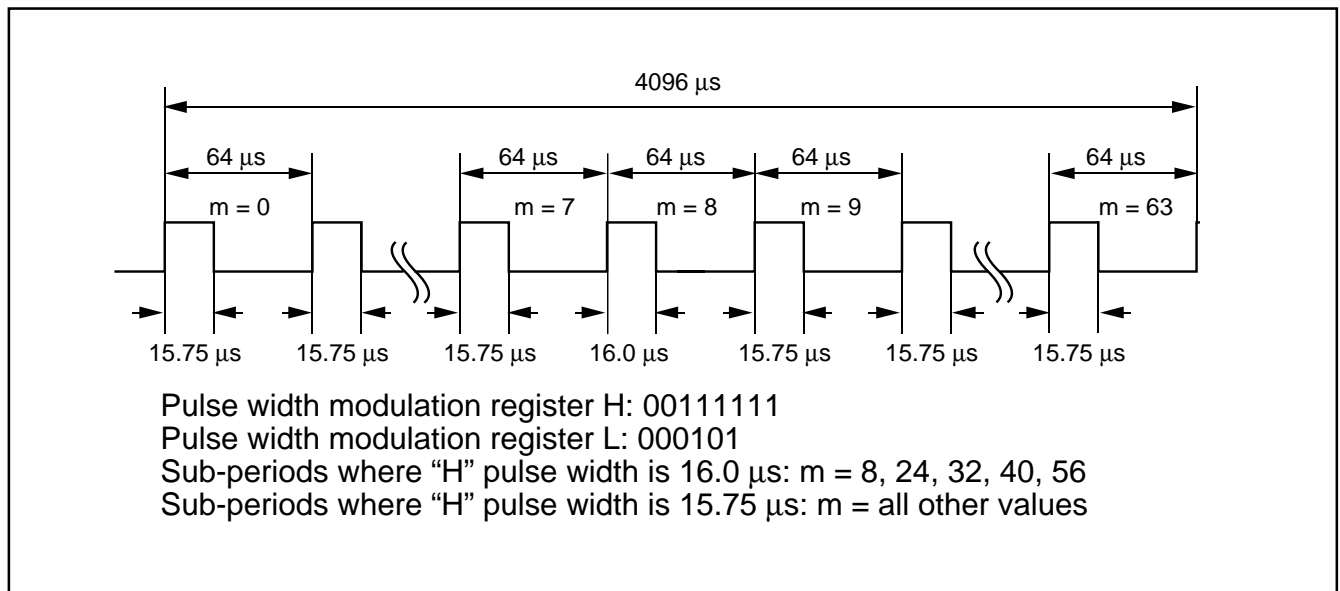 4096 μs
64 μs 64 μs 64 μs 64 μs 64 μs
m = 0 m = 7 m = 8 m = 9 m = 63
15.75 μs 15.75 μs 15.75 μs 16.0 μs 15.75 μs 15.75 μs 15.75 μs
Pulse width modulation register H: 00111111
Pulse width modulation register L: 000101
Sub-periods where “H” pulse width is 16.0 μs: m = 8, 24, 32, 40, 56
Sub-periods where “H” pulse width is 15.75 μs: m = all other values